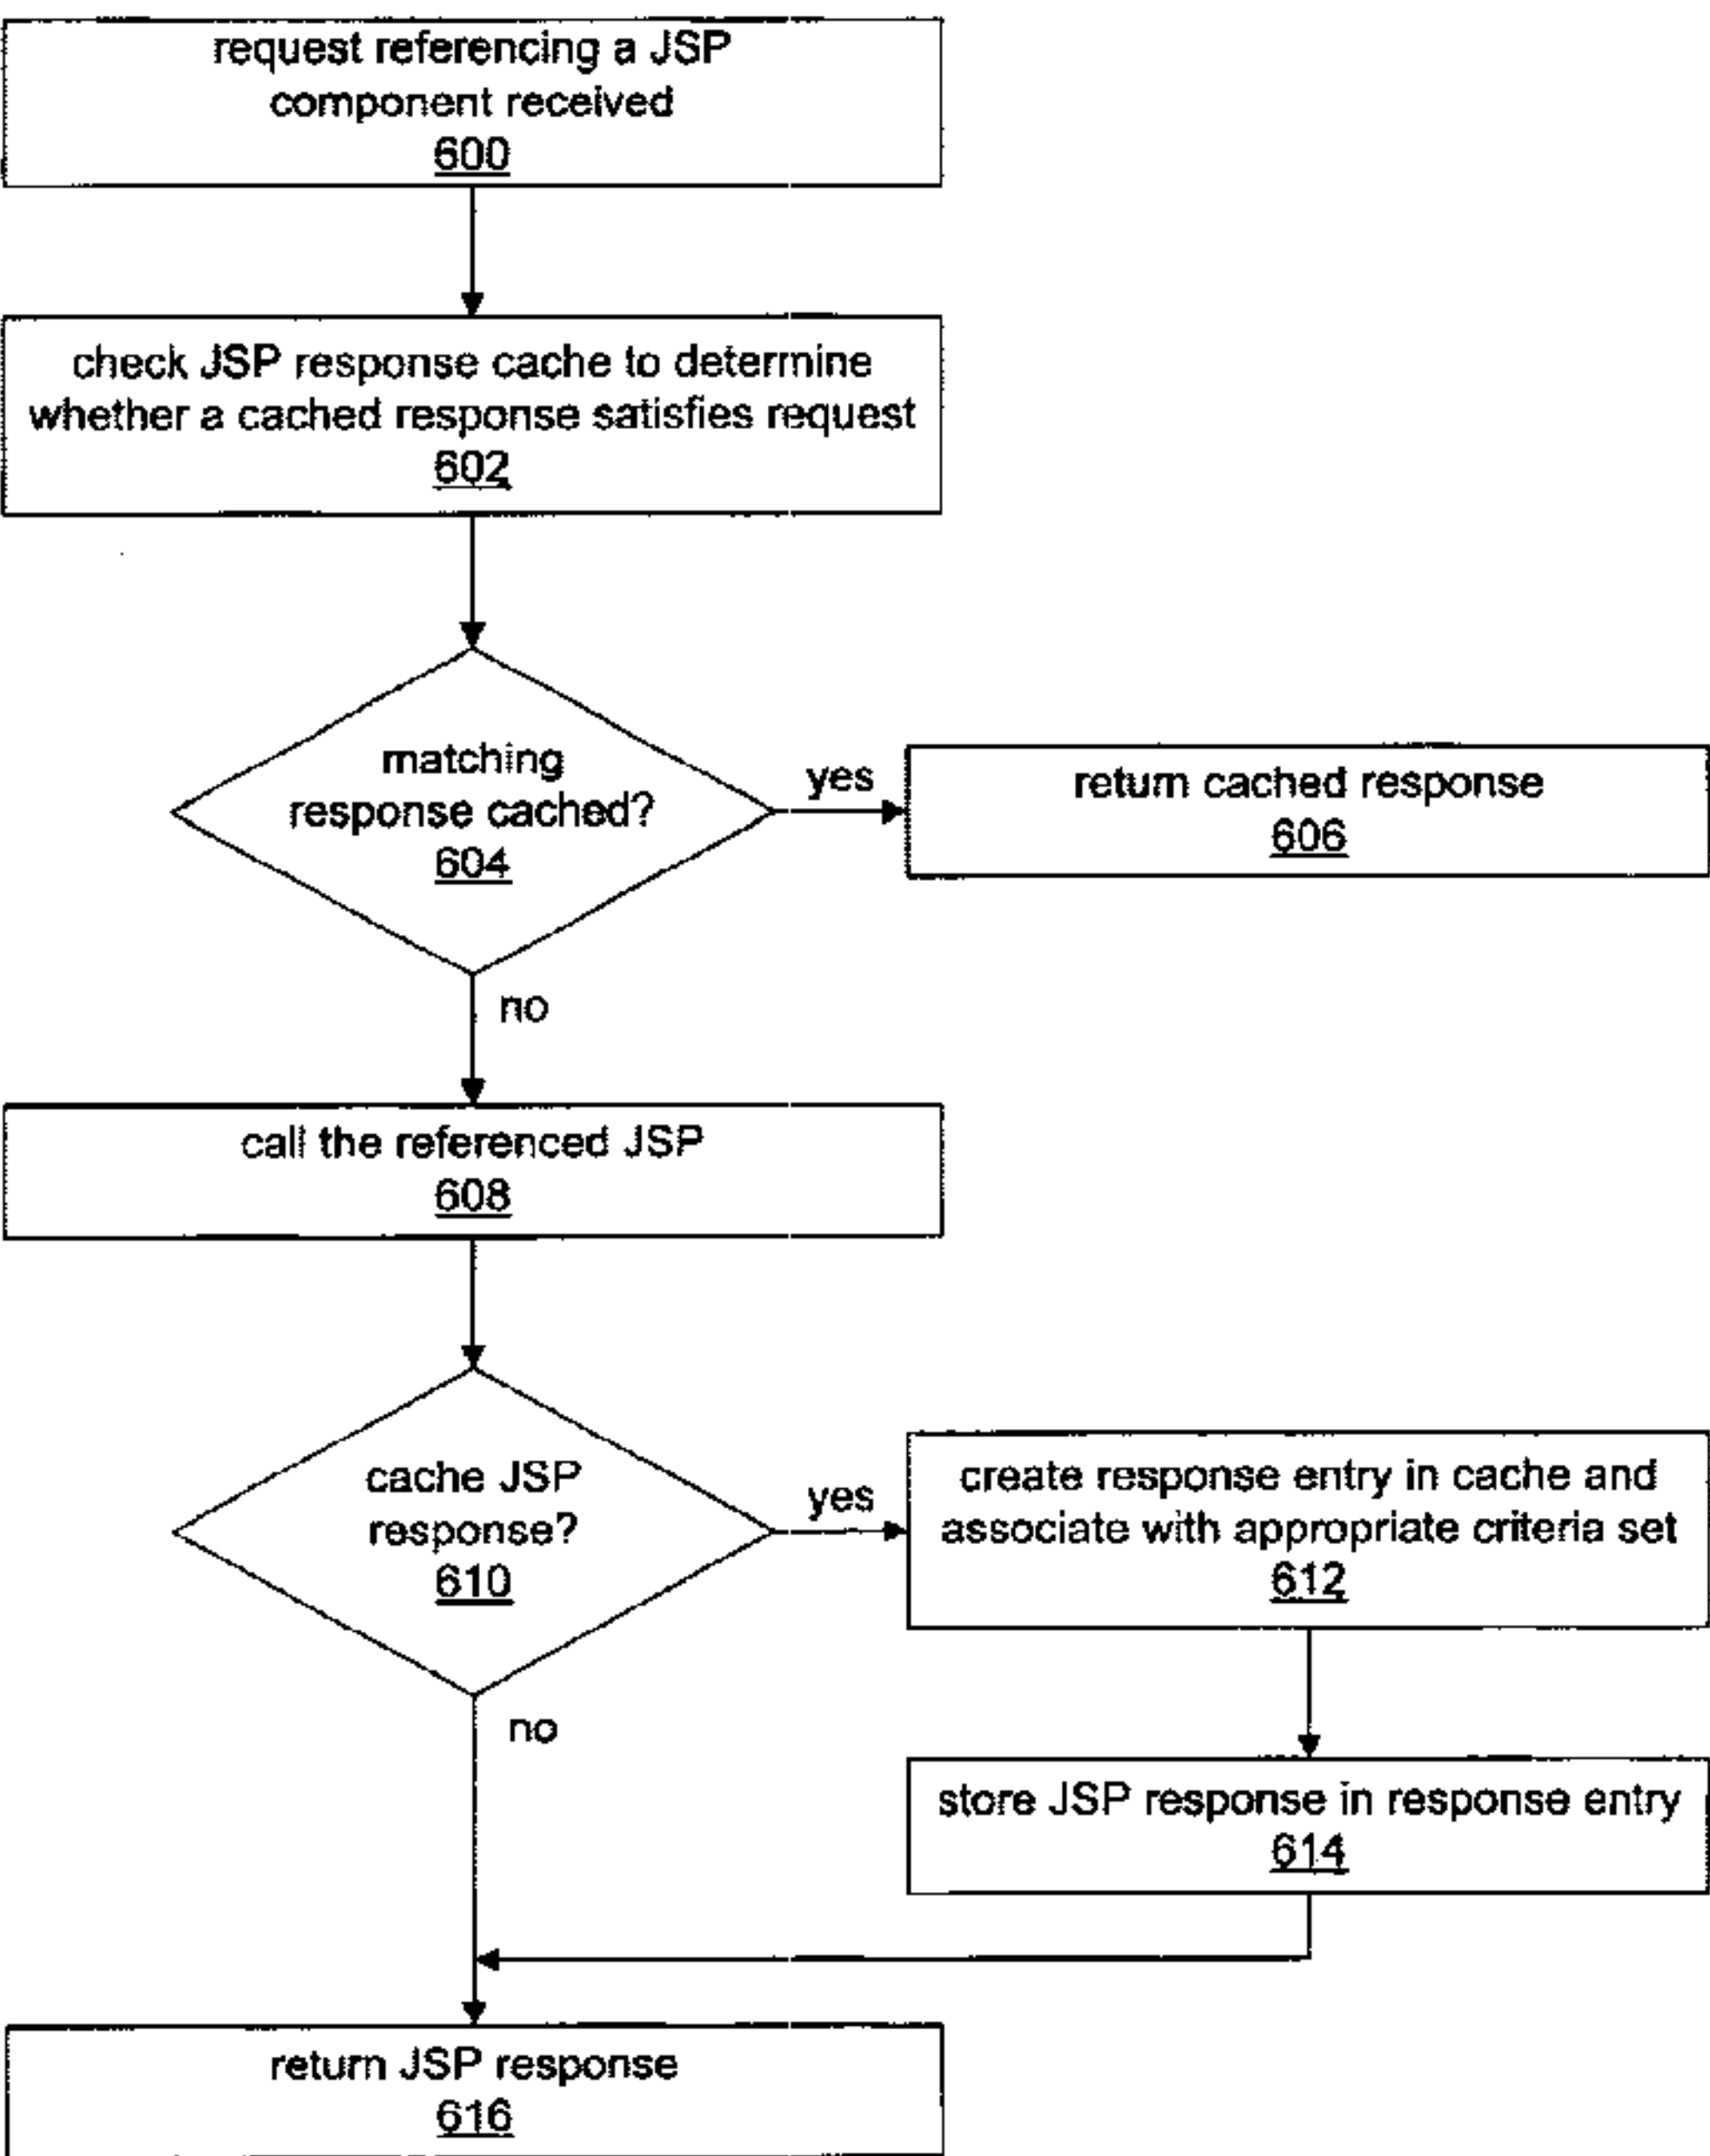 request referencing a JSP
component received
600
check JSP response cache to determine
whether a cached response satisfies request
602
matching
response cached?
604
yes
return cached response
606
no
call the referenced JSP
608
cache JSP
response?
610
yes
create response entry in cache and
associate with appropriate criteria set
612
no
store JSP response in response entry
614
return JSP response
616